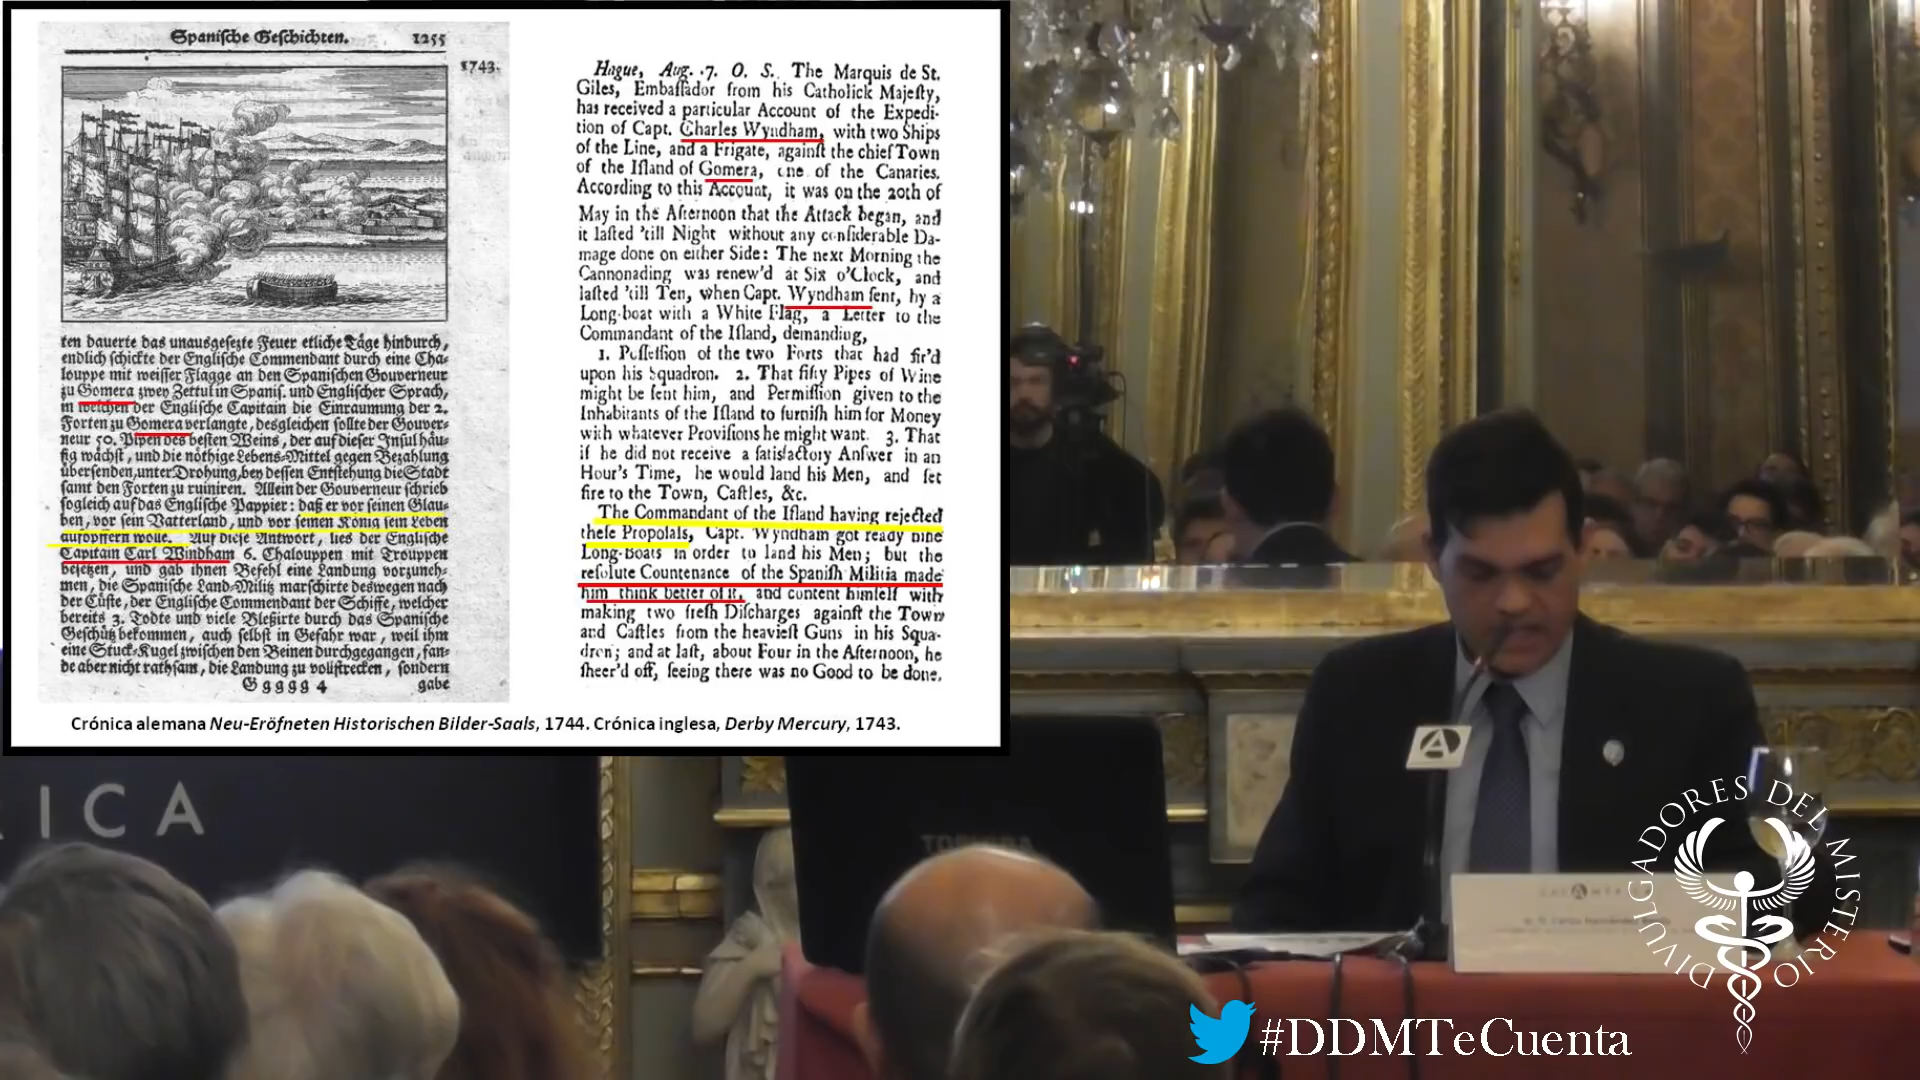 Spanische Geschichten. 1255
1743.
ten dauerte das unausgesezte Feuer etliche Täge hindurch,
endlich schickte der Englische Commendant durch eine Cha-
louppe mit weisser Flagge an den Spanischen Gouverneur
zu Gomera zwey Zettul in Spanis. und Englischer Sprach,
in welchen der Englische Capitain die Einraumung der 2.
Forten zu Gomera verlangte, desgleichen sollte der Gouver-
neur 50. Pipen des besten Weins, der auf dieser Insul häu-
fig wächst, und die nöthige Lebens-Mittel gegen Bezahlung
übersenden, unter Drohung, bey dessen Entstehung die Stadt
samt den Forten zu ruiniren. Allein der Gouverneur schrieb
sogleich auf das Englische Pappier: daß er vor seinen Glau-
ben, vor sein Vatterland, und vor seinen König sein Leben
aufopffern wolle. Auf diese Antwort, lies der Englische
Capitain Carl Windham 6. Chalouppen mit Trouppen
besetzen, und gab ihnen Befehl eine Landung vorzuneh-
men, die Spanische Land-Militz marschirte deswegen nach
der Cüste, der Englische Commendant der Schiffe, welcher
bereits 3. Todte und viele Bleßirte durch das Spanische
Geschütz bekommen, auch selbst in Gefahr war, weil ihm
eine Stuck-Kugel zwischen den Beinen durchgegangen, fan-
de aber nicht rathsam, die Landung zu vollstrecken, sondern
Ggggg 4 gabe
Hague, Aug. 7. O. S. The Marquis de St.
Giles, Embassador from his Catholick Majesty,
has received a particular Account of the Expedi-
tion of Capt. Charles Wyndham, with two Ships
of the Line, and a Frigate, against the chief Town
of the Island of Gomera, one of the Canaries.
According to this Account, it was on the 20th of
May in the Afternoon that the Attack began, and
it lasted 'till Night without any considerable Da-
mage done on either Side: The next Morning the
Cannonading was renew'd at Six o'Clock, and
lasted 'till Ten, when Capt. Wyndham sent, by a
Long-boat with a White Flag, a Letter to the
Commandant of the Island, demanding,
1. Possession of the two Forts that had fir'd
upon his Squadron. 2. That fifty Pipes of Wine
might be sent him, and Permission given to the
Inhabitants of the Island to furnish him for Money
with whatever Provisions he might want. 3. That
if he did not receive a satisfactory Answer in an
Hour's Time, he would land his Men, and set
fire to the Town, Castles, &c.
The Commandant of the Island having rejected
these Proposals, Capt. Wyndham got ready nine
Long-Boats in order to land his Men; but the
resolute Countenance of the Spanish Militia made
him think better of it, and content himself with
making two fresh Discharges against the Town
and Castles from the heaviest Guns in his Squa-
dron; and at last, about Four in the Afternoon, he
sheer'd off, seeing there was no Good to be done.
Crónica alemana Neu-Eröfneten Historischen Bilder-Saals, 1744. Crónica inglesa, Derby Mercury, 1743.
RICA
TOSHIBA
A
DIVULGADORES DEL MISTERIO
#DDMTeCuenta